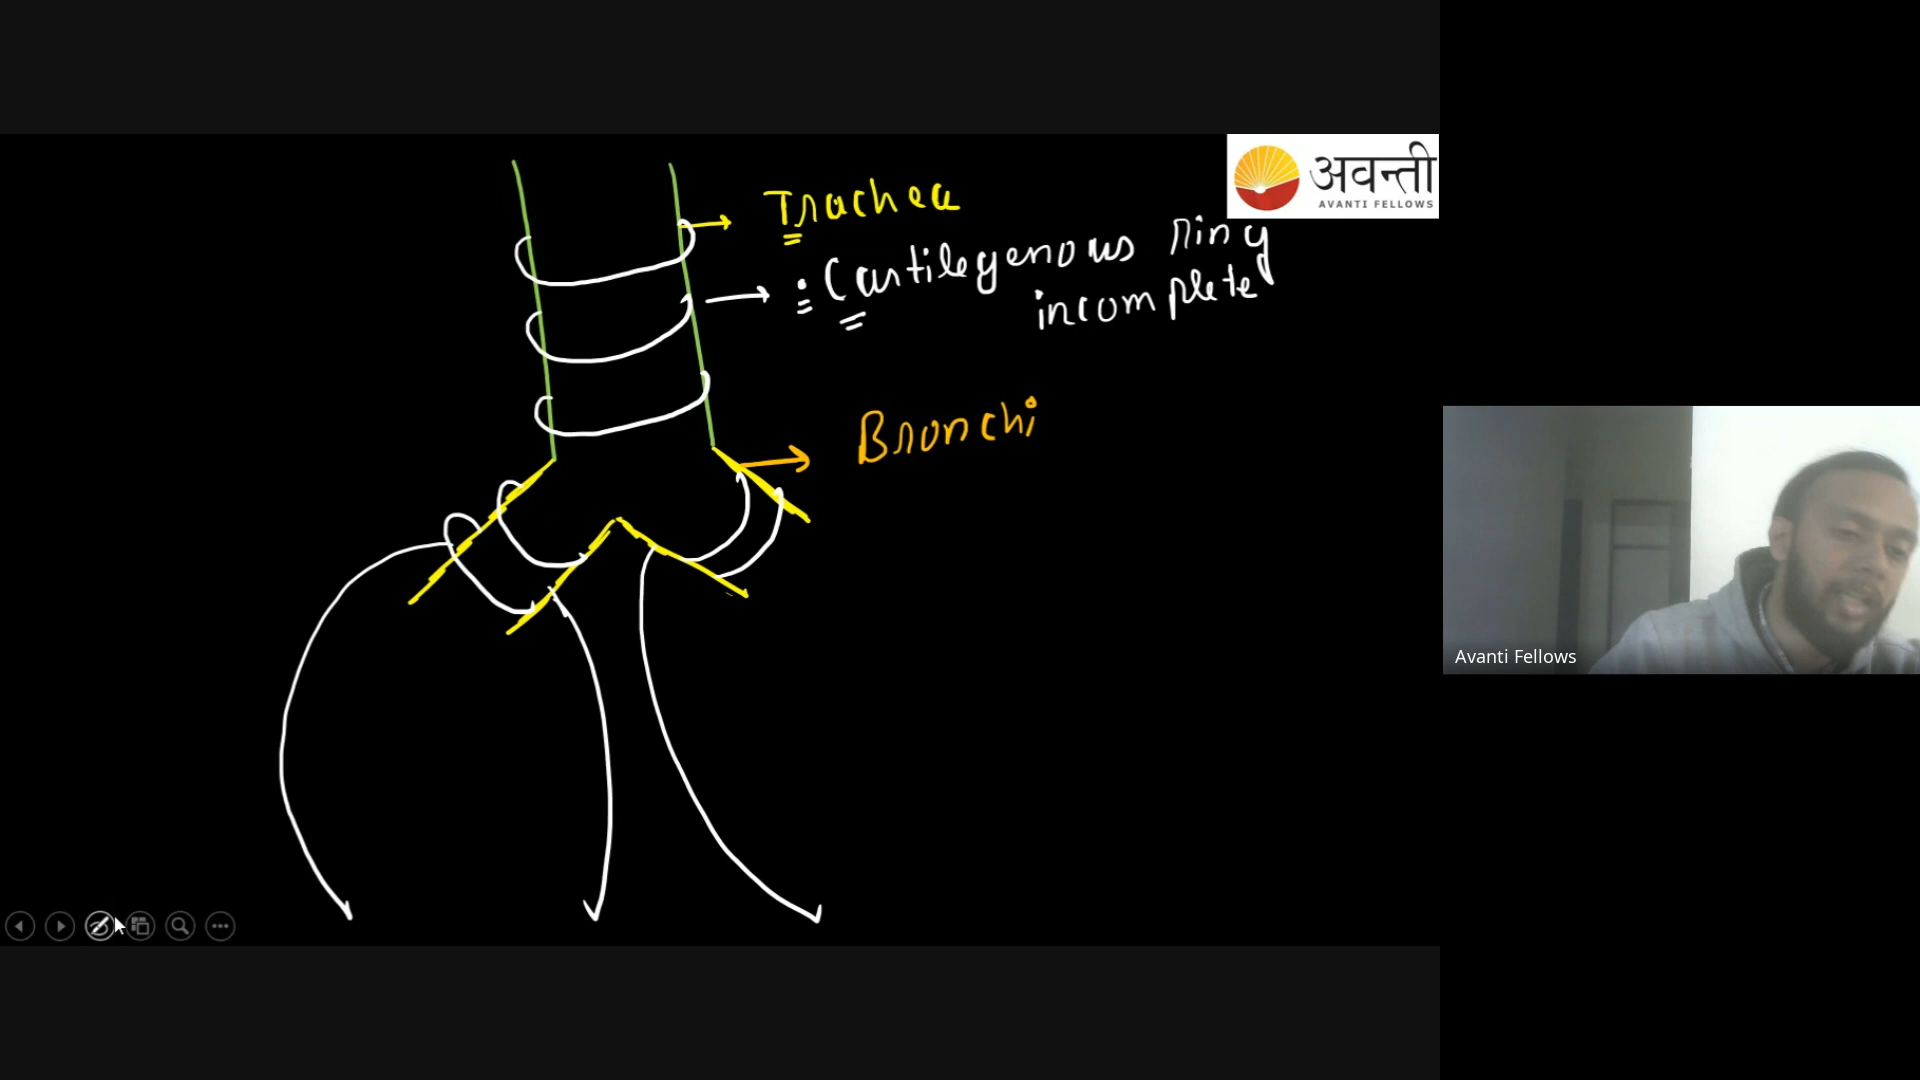 Trachea
अवन्ती
AVANTI FELLOWS
: Cartilegenous ring
incomplete
Bronchi
Avanti Fellows